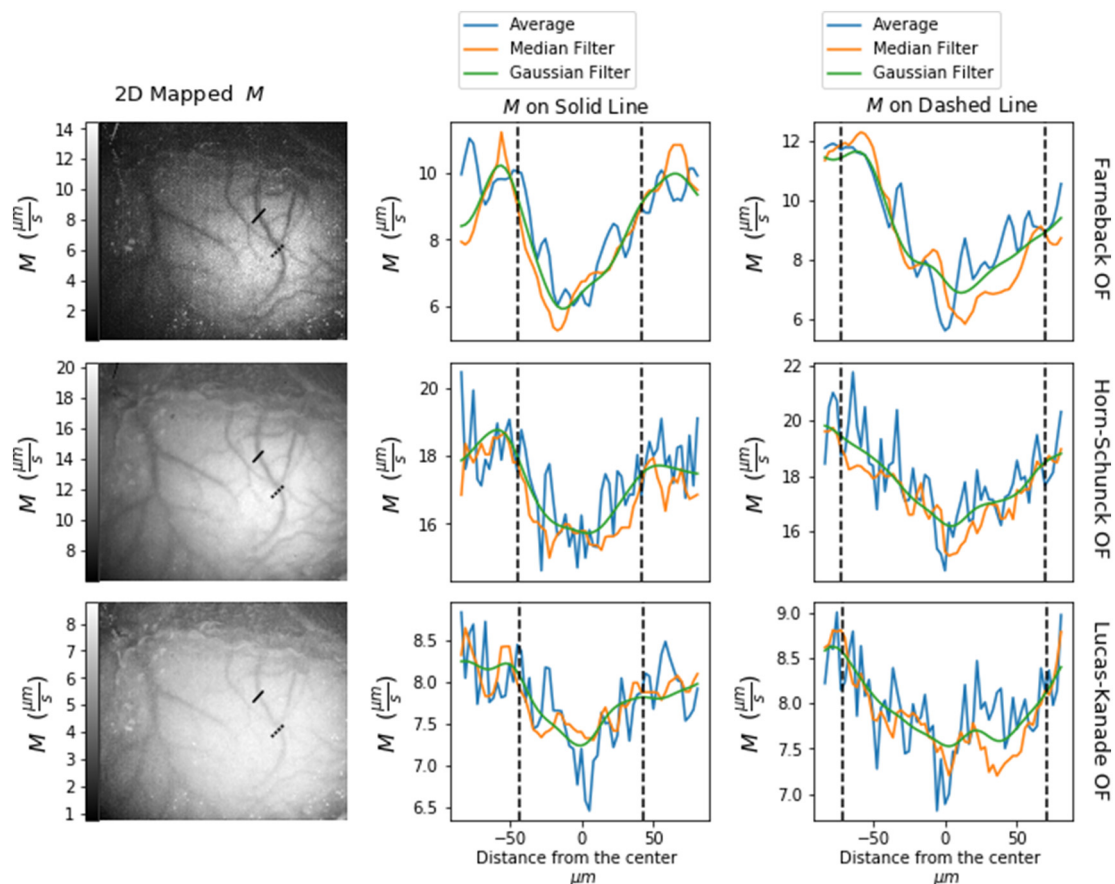 Average
Median Filter
Gaussian Filter
Average
Median Filter
Gaussian Filter
2D Mapped M
M on Solid Line
M on Dashed Line
14
12
10
8
6
4
2
M (μm/s)
10
8
6
M (μm/s)
12
10
8
6
M (μm/s)
Farneback OF
20
18
16
14
12
10
8
M (μm/s)
20
18
16
M (μm/s)
22
20
18
16
M (μm/s)
Horn-Schunck OF
8
7
6
5
4
3
2
1
M (μm/s)
8.5
8.0
7.5
7.0
6.5
M (μm/s)
9.0
8.5
8.0
7.5
7.0
M (μm/s)
Lucas-Kanade OF
−50 0 50
Distance from the center
μm
−50 0 50
Distance from the center
μm